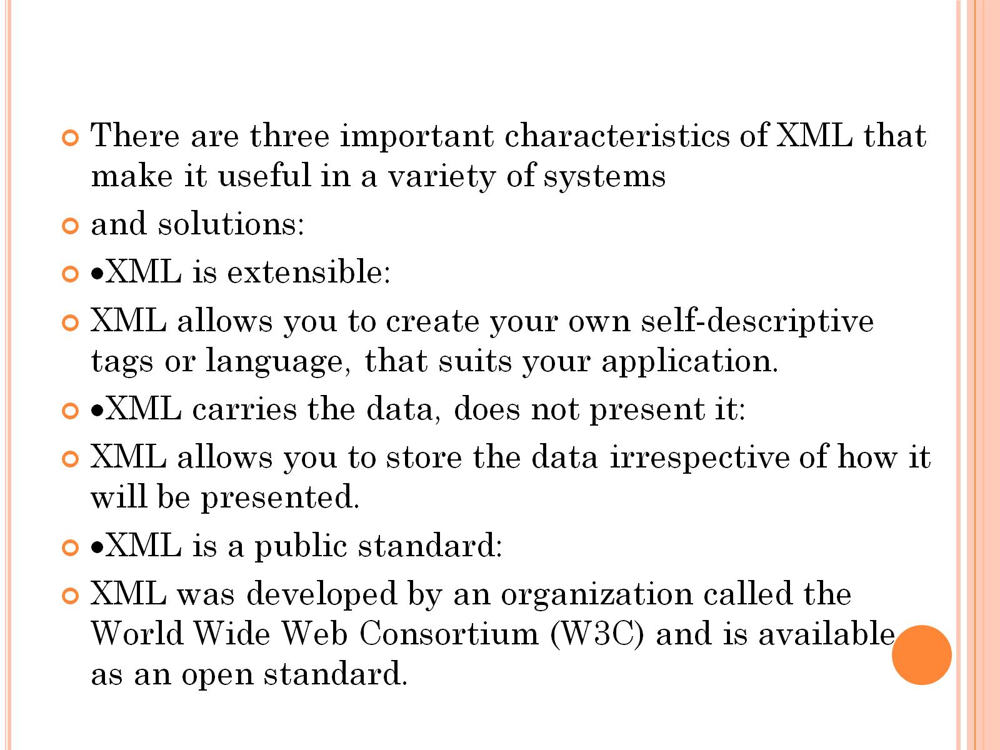 There are three important characteristics of XML that
make it useful in a variety of systems
and solutions:
•XML is extensible:
XML allows you to create your own self-descriptive
tags or language, that suits your application.
•XML carries the data, does not present it:
XML allows you to store the data irrespective of how it
will be presented.
•XML is a public standard:
XML was developed by an organization called the
World Wide Web Consortium (W3C) and is available
as an open standard.